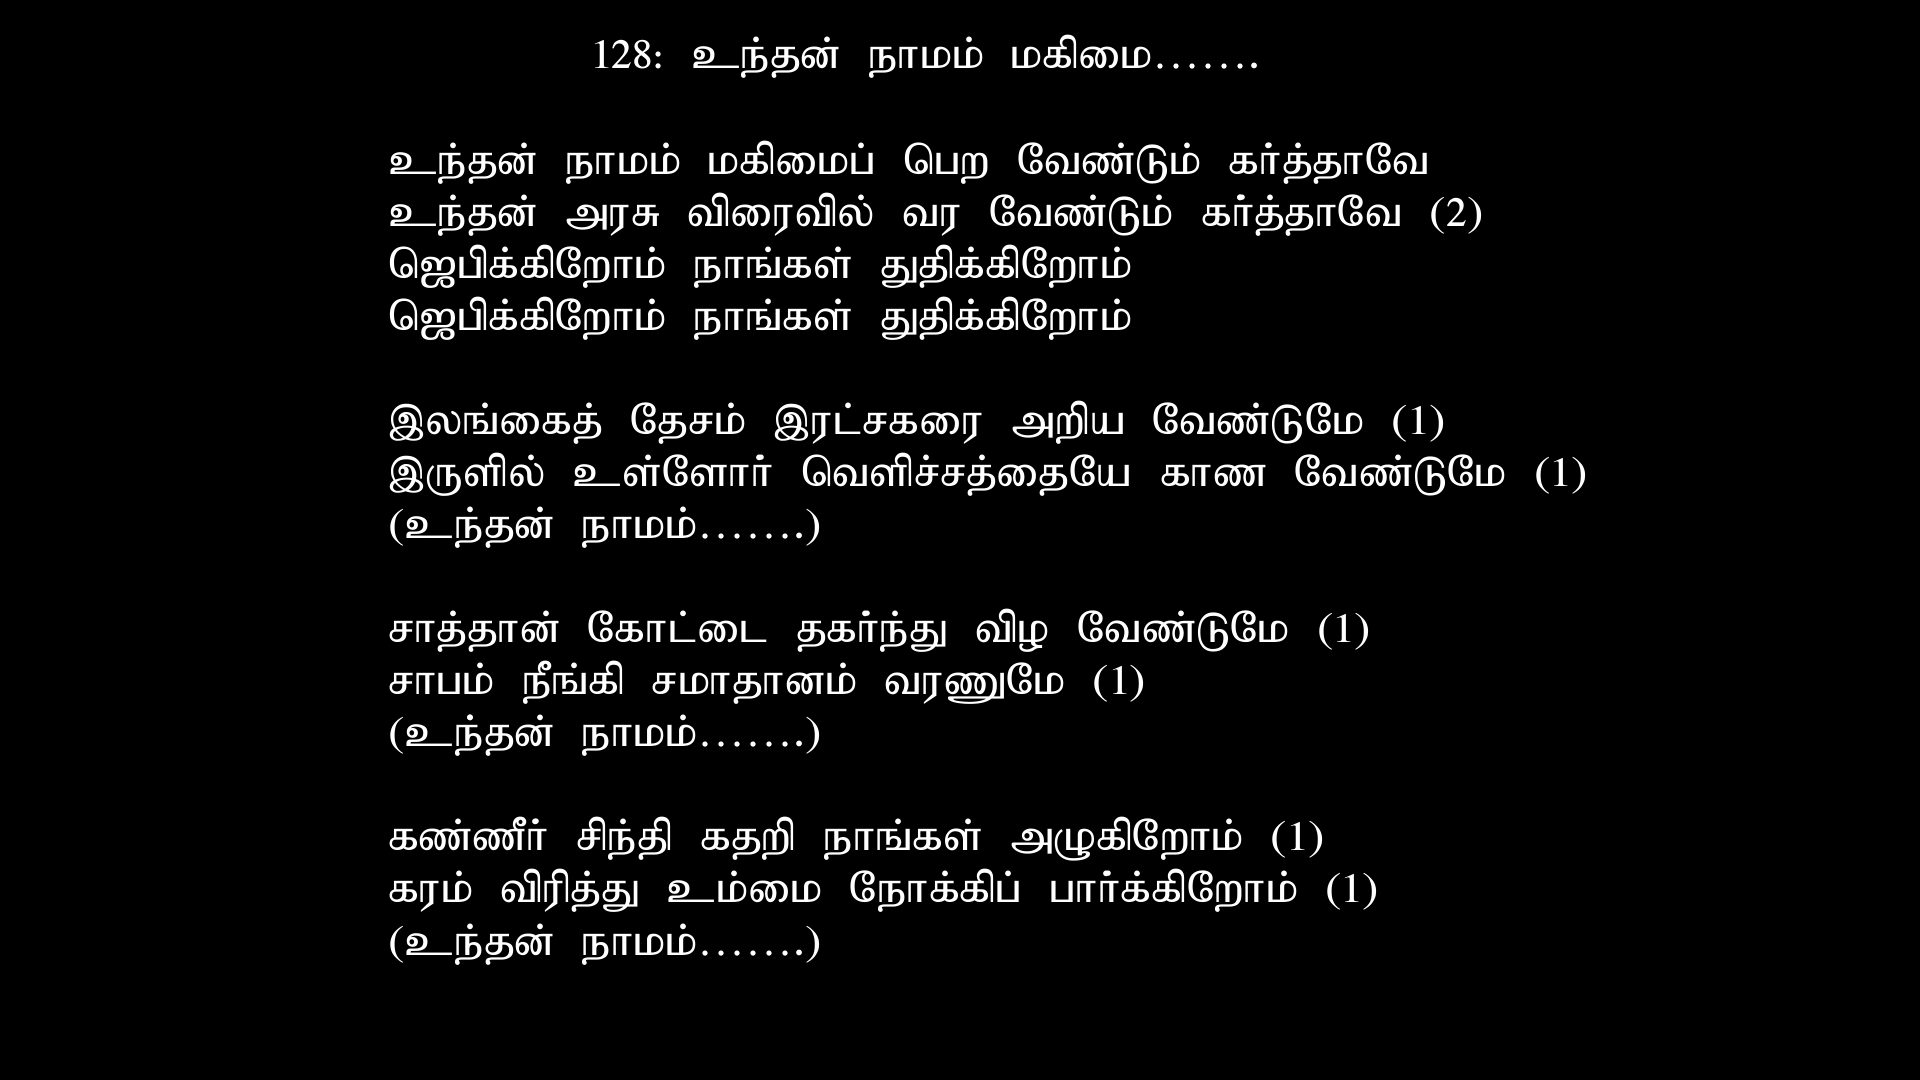 128: உந்தன் நாமம் மகிமை.......
உந்தன் நாமம் மகிமைப் பெற வேண்டும் கர்த்தாவே
உந்தன் அரசு விரைவில் வர வேண்டும் கர்த்தாவே (2)
ஜெபிக்கிறோம் நாங்கள் துதிக்கிறோம்
ஜெபிக்கிறோம் நாங்கள் துதிக்கிறோம்
இலங்கைத் தேசம் இரட்சகரை அறிய வேண்டுமே (1)
இருளில் உள்ளோர் வெளிச்சத்தையே காண வேண்டுமே (1)
(உந்தன் நாமம்.......)
சாத்தான் கோட்டை தகர்ந்து விழ வேண்டுமே (1)
சாபம் நீங்கி சமாதானம் வரணுமே (1)
(உந்தன் நாமம்.......)
கண்ணீர் சிந்தி கதறி நாங்கள் அழுகிறோம் (1)
கரம் விரித்து உம்மை நோக்கிப் பார்க்கிறோம் (1)
(உந்தன் நாமம்.......)